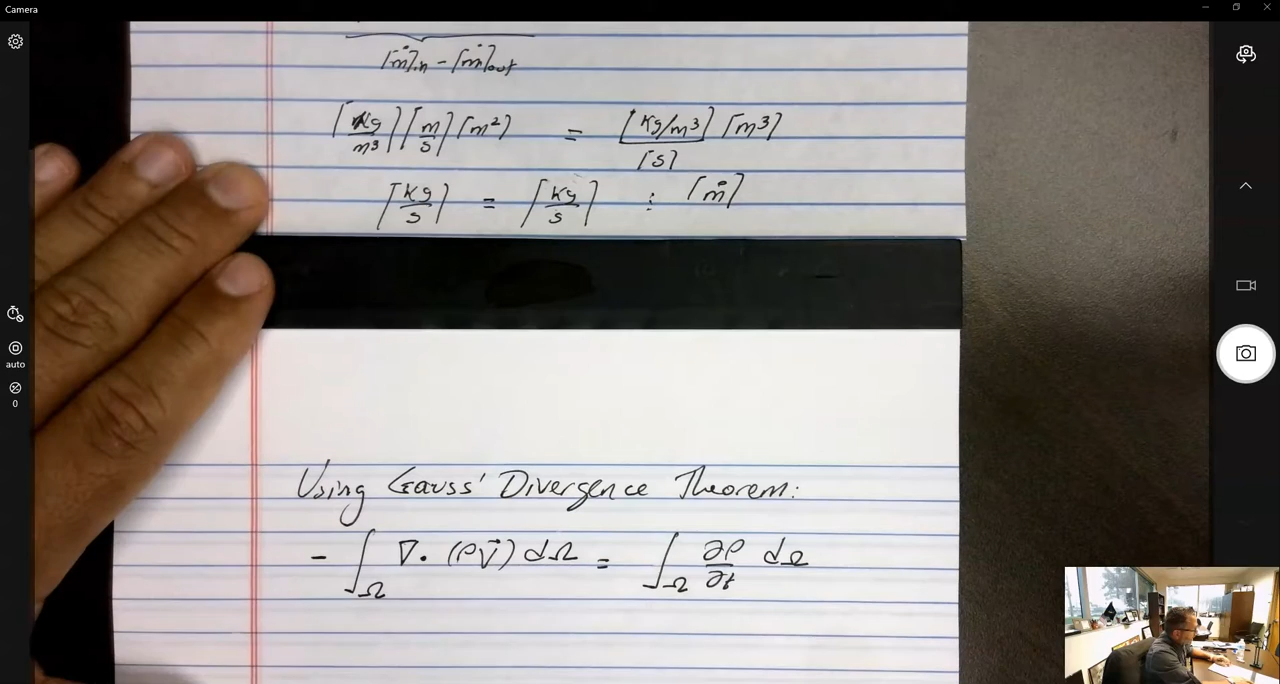 Camera
[ṁ]in - [ṁ]out
[Kg/m³] [m/s] [m²] = [Kg/m³] [m³] / [s]
[Kg/s] = [Kg/s] : [ṁ]
auto
0
Using Gauss' Divergence Theorem:
- ∫Ω ∇· (ρV⃗) dΩ = ∫Ω ∂ρ/∂t dΩ